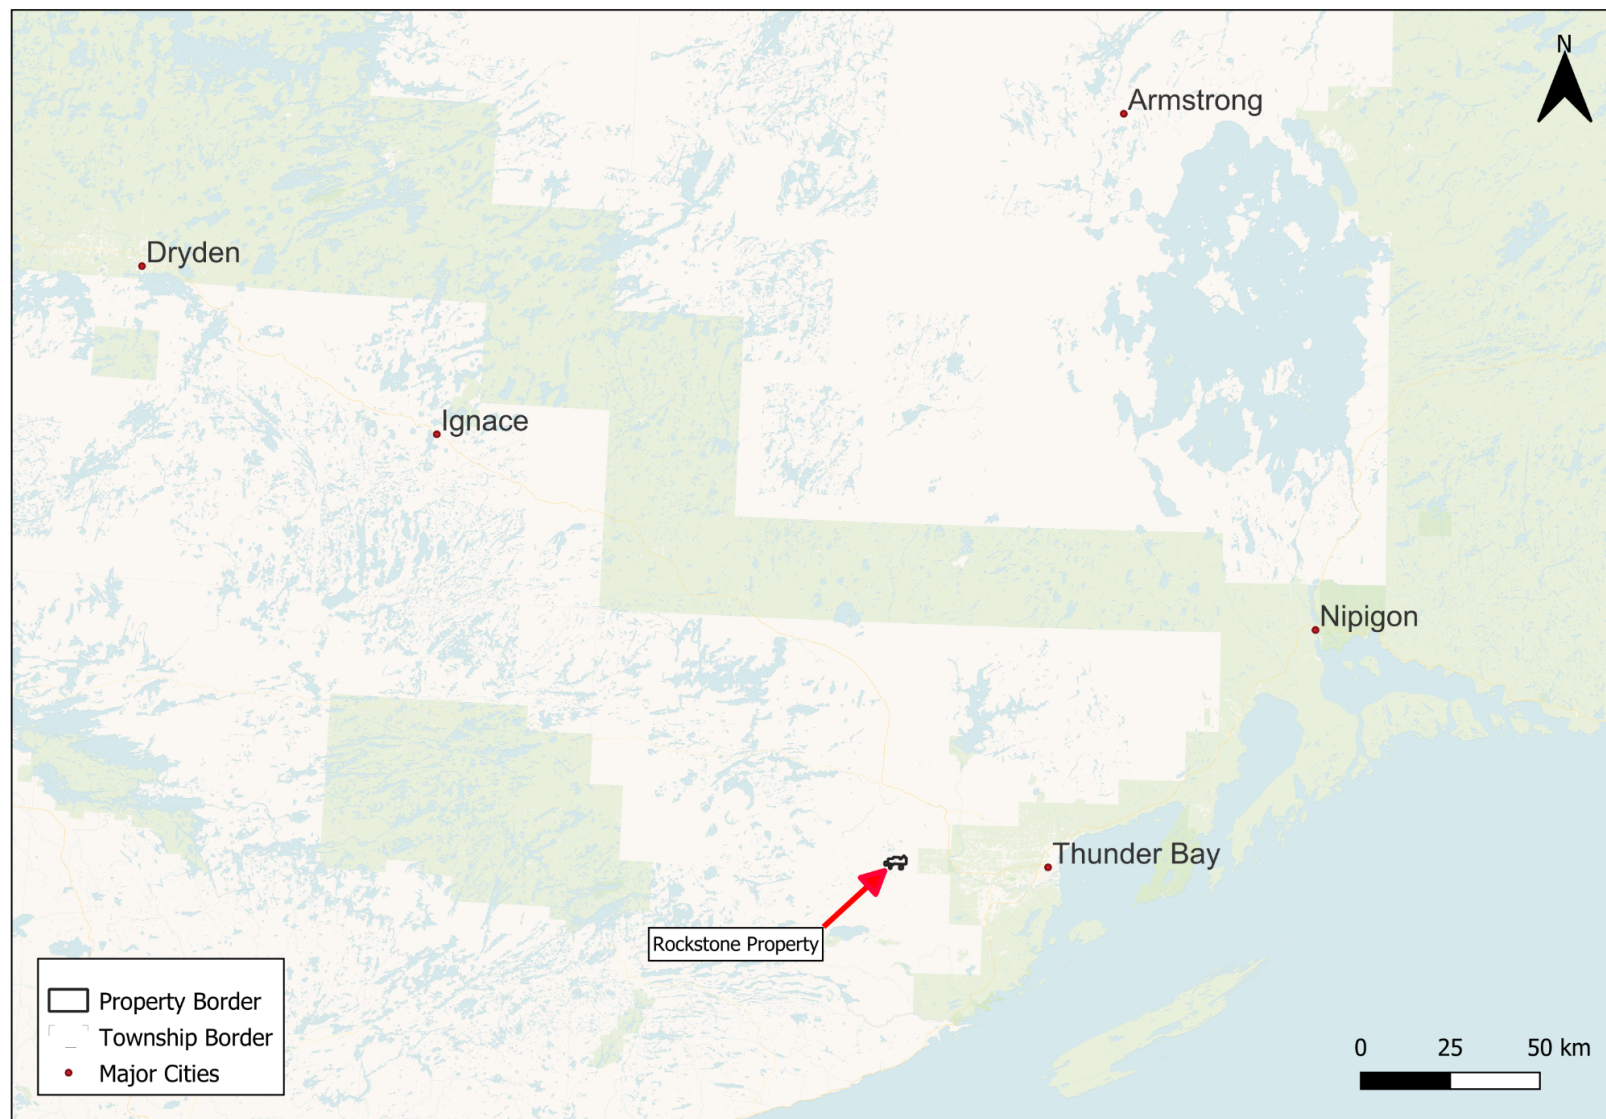 N
Armstrong
Dryden
Ignace
Nipigon
Thunder Bay
Rockstone Property
Property Border
Township Border
Major Cities
0 25 50 km